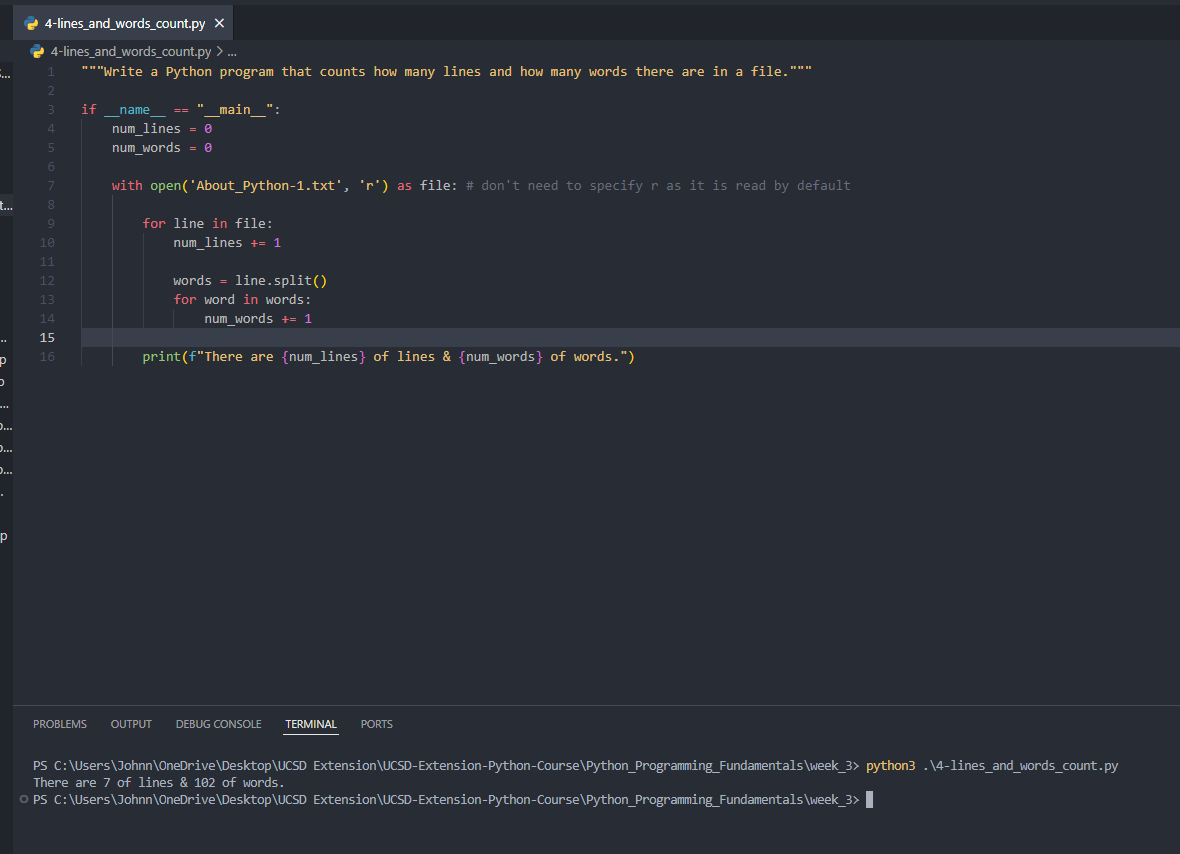 4-lines_and_words_count.py ×
4-lines_and_words_count.py > ...
1 """Write a Python program that counts how many lines and how many words there are in a file."""
2
3 if __name__ == "__main__":
4     num_lines = 0
5     num_words = 0
6
7     with open('About_Python-1.txt', 'r') as file: # don't need to specify r as it is read by default
8
9         for line in file:
10             num_lines += 1
11
12             words = line.split()
13             for word in words:
14                 num_words += 1
15
16         print(f"There are {num_lines} of lines & {num_words} of words.")
PROBLEMS OUTPUT DEBUG CONSOLE TERMINAL PORTS
PS C:\Users\Johnn\OneDrive\Desktop\UCSD Extension\UCSD-Extension-Python-Course\Python_Programming_Fundamentals\week_3> python3 .\4-lines_and_words_count.py
There are 7 of lines & 102 of words.
PS C:\Users\Johnn\OneDrive\Desktop\UCSD Extension\UCSD-Extension-Python-Course\Python_Programming_Fundamentals\week_3>